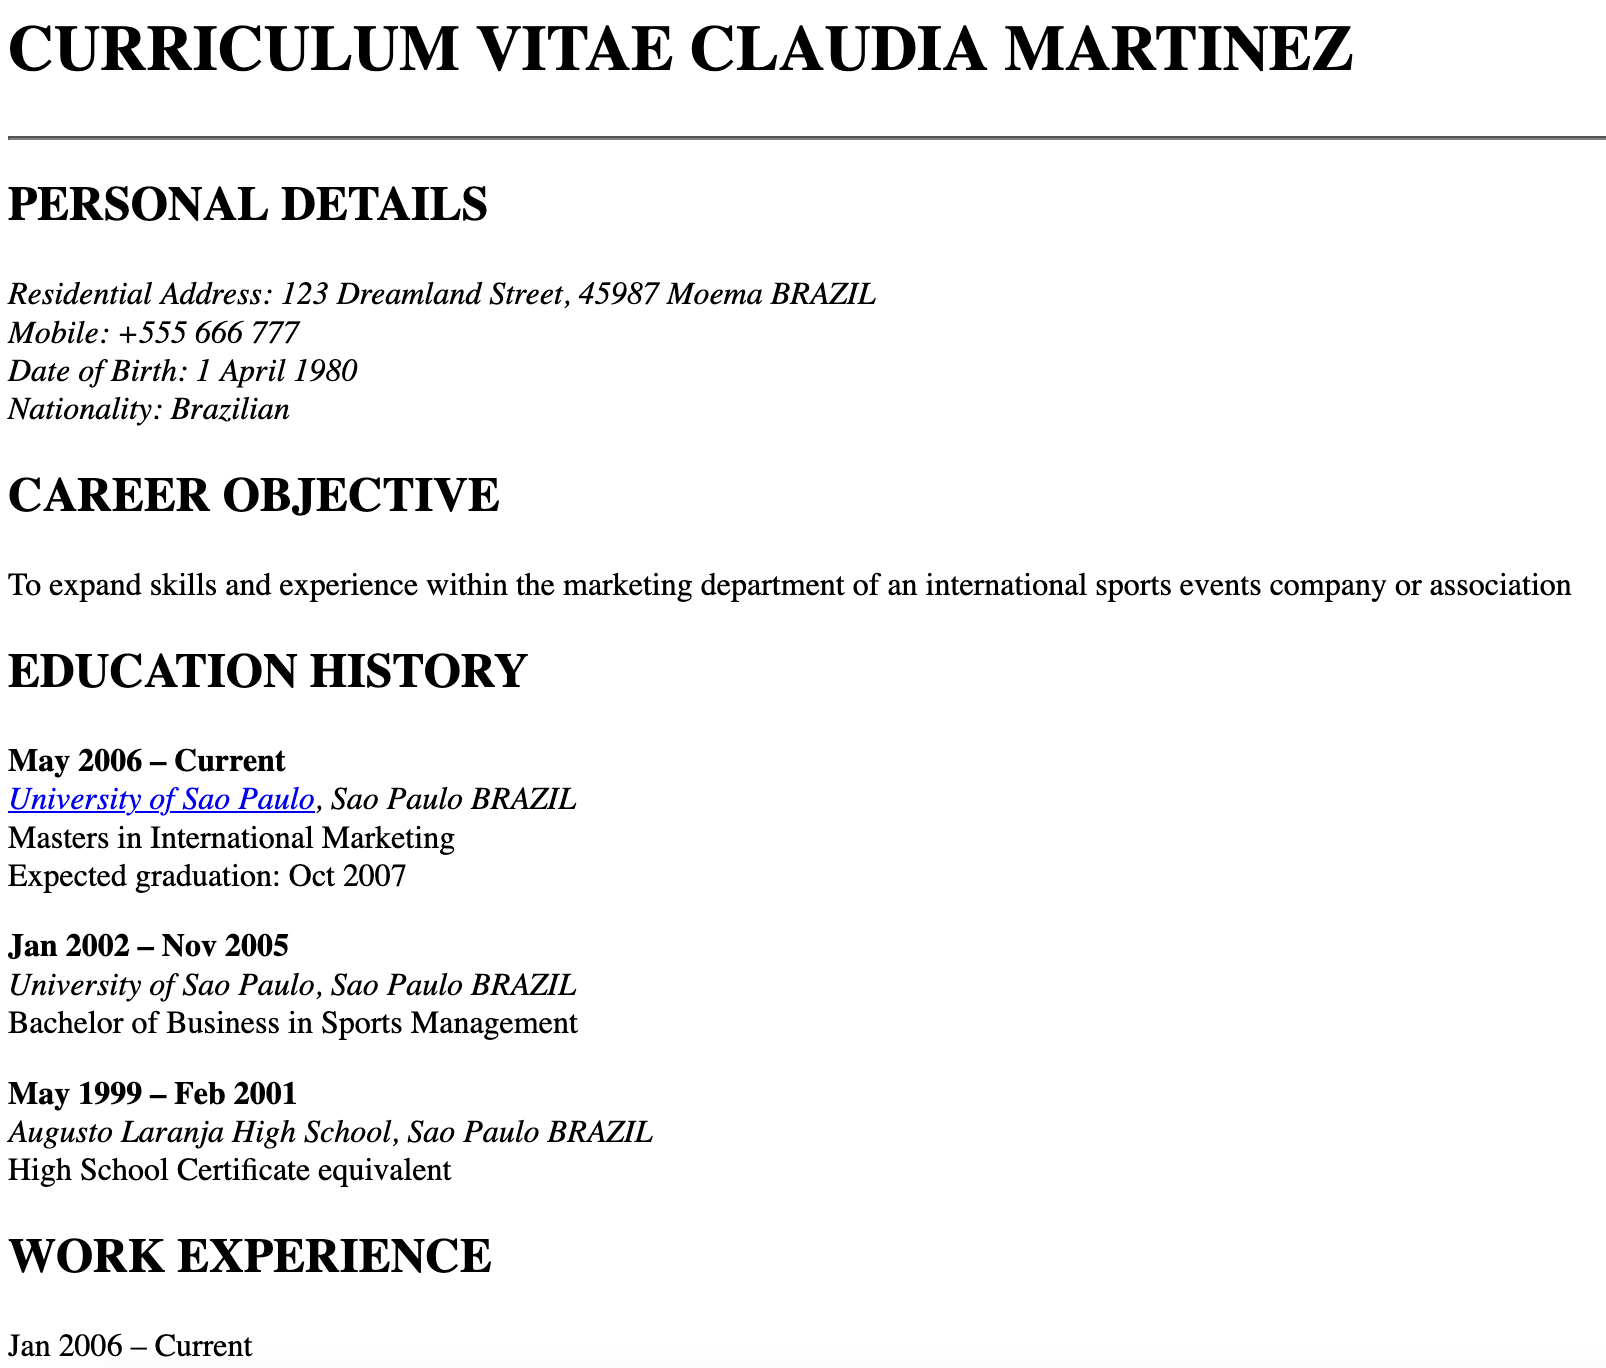 CURRICULUM VITAE CLAUDIA MARTINEZ
PERSONAL DETAILS
Residential Address: 123 Dreamland Street, 45987 Moema BRAZIL
Mobile: +555 666 777
Date of Birth: 1 April 1980
Nationality: Brazilian
CAREER OBJECTIVE
To expand skills and experience within the marketing department of an international sports events company or association
EDUCATION HISTORY
May 2006 – Current
University of Sao Paulo, Sao Paulo BRAZIL
Masters in International Marketing
Expected graduation: Oct 2007
Jan 2002 – Nov 2005
University of Sao Paulo, Sao Paulo BRAZIL
Bachelor of Business in Sports Management
May 1999 – Feb 2001
Augusto Laranja High School, Sao Paulo BRAZIL
High School Certificate equivalent
WORK EXPERIENCE
Jan 2006 – Current